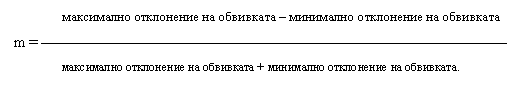 максимално отклонение на обвивката – минимално отклонение на обвивката
m =
максимално отклонение на обвивката + минимално отклонение на обвивката.